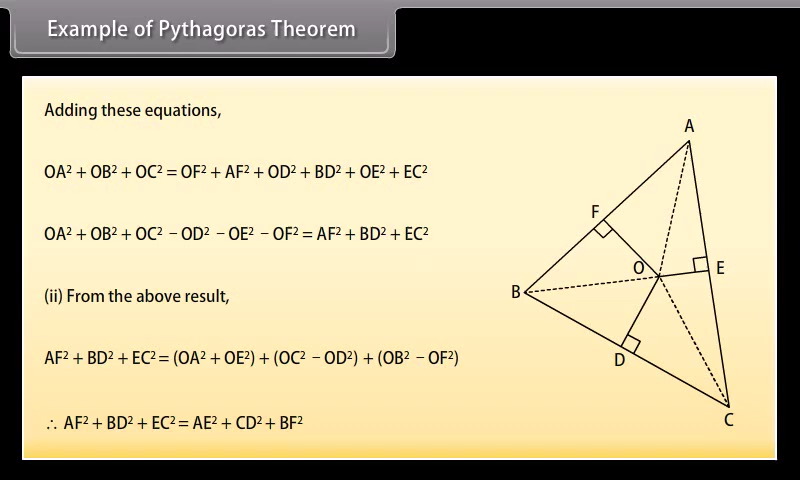 Example of Pythagoras Theorem
Adding these equations,
OA² + OB² + OC² = OF² + AF² + OD² + BD² + OE² + EC²
OA² + OB² + OC² − OD² − OE² − OF² = AF² + BD² + EC²
(ii) From the above result,
AF² + BD² + EC² = (OA² + OE²) + (OC² − OD²) + (OB² − OF²)
∴ AF² + BD² + EC² = AE² + CD² + BF²
A
F
O
E
B
D
C